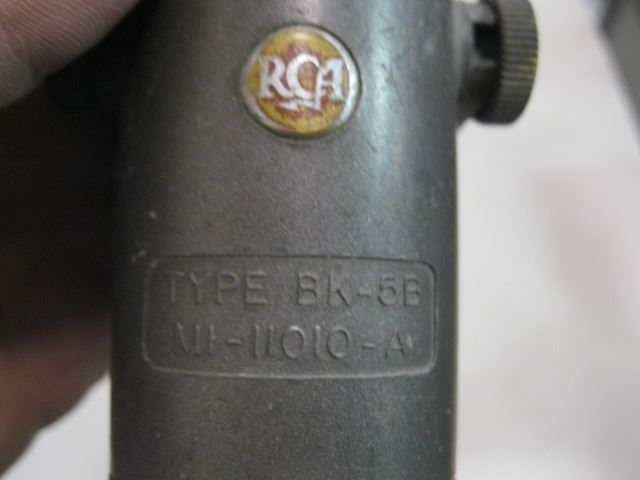 RCA
TYPE BK-5B
MI-11010-A